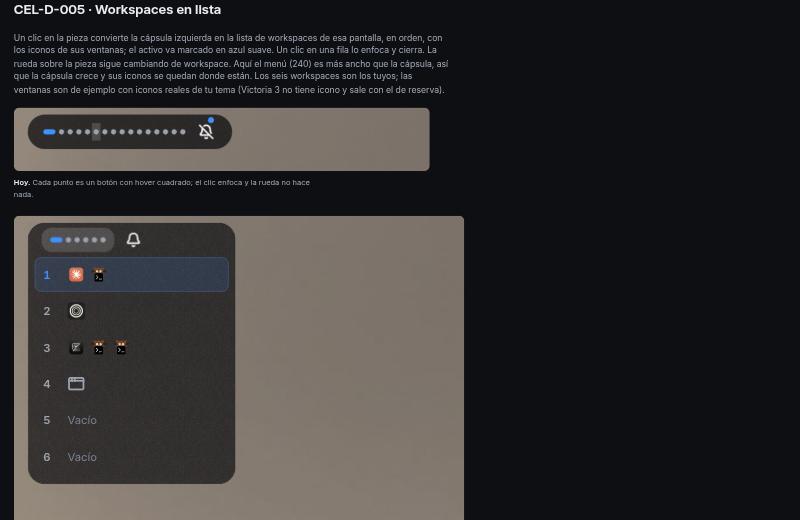 CEL-D-005 · Workspaces en lista
Un clic en la pieza convierte la cápsula izquierda en la lista de workspaces de esa pantalla, en orden, con
los iconos de sus ventanas; el activo va marcado en azul suave. Un clic en una fila lo enfoca y cierra. La
rueda sobre la pieza sigue cambiando de workspace. Aquí el menú (240) es más ancho que la cápsula, así
que la cápsula crece y sus iconos se quedan donde están. Los seis workspaces son los tuyos; las
ventanas son de ejemplo con iconos reales de tu tema (Victoria 3 no tiene icono y sale con el de reserva).
Hoy. Cada punto es un botón con hover cuadrado; el clic enfoca y la rueda no hace
nada.
1
2
3
4
5 Vacío
6 Vacío